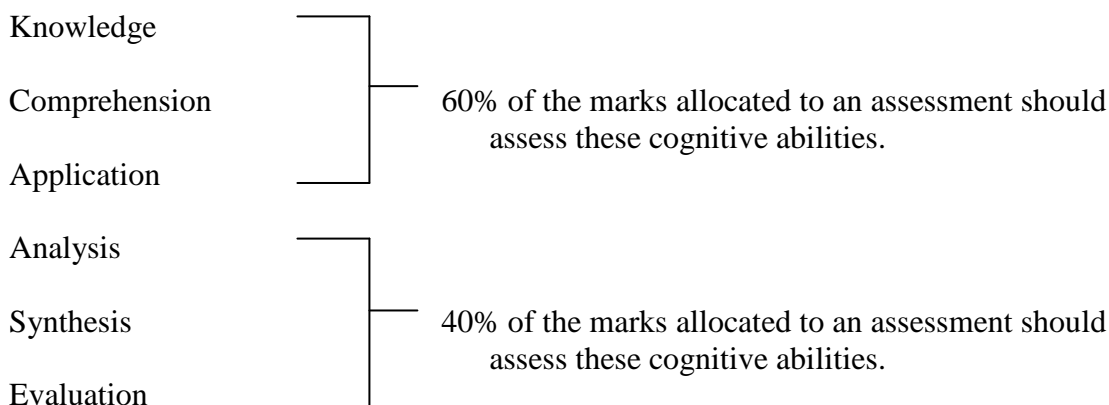 Knowledge
Comprehension
60% of the marks allocated to an assessment should
assess these cognitive abilities.
Application
Analysis
Synthesis
40% of the marks allocated to an assessment should
assess these cognitive abilities.
Evaluation